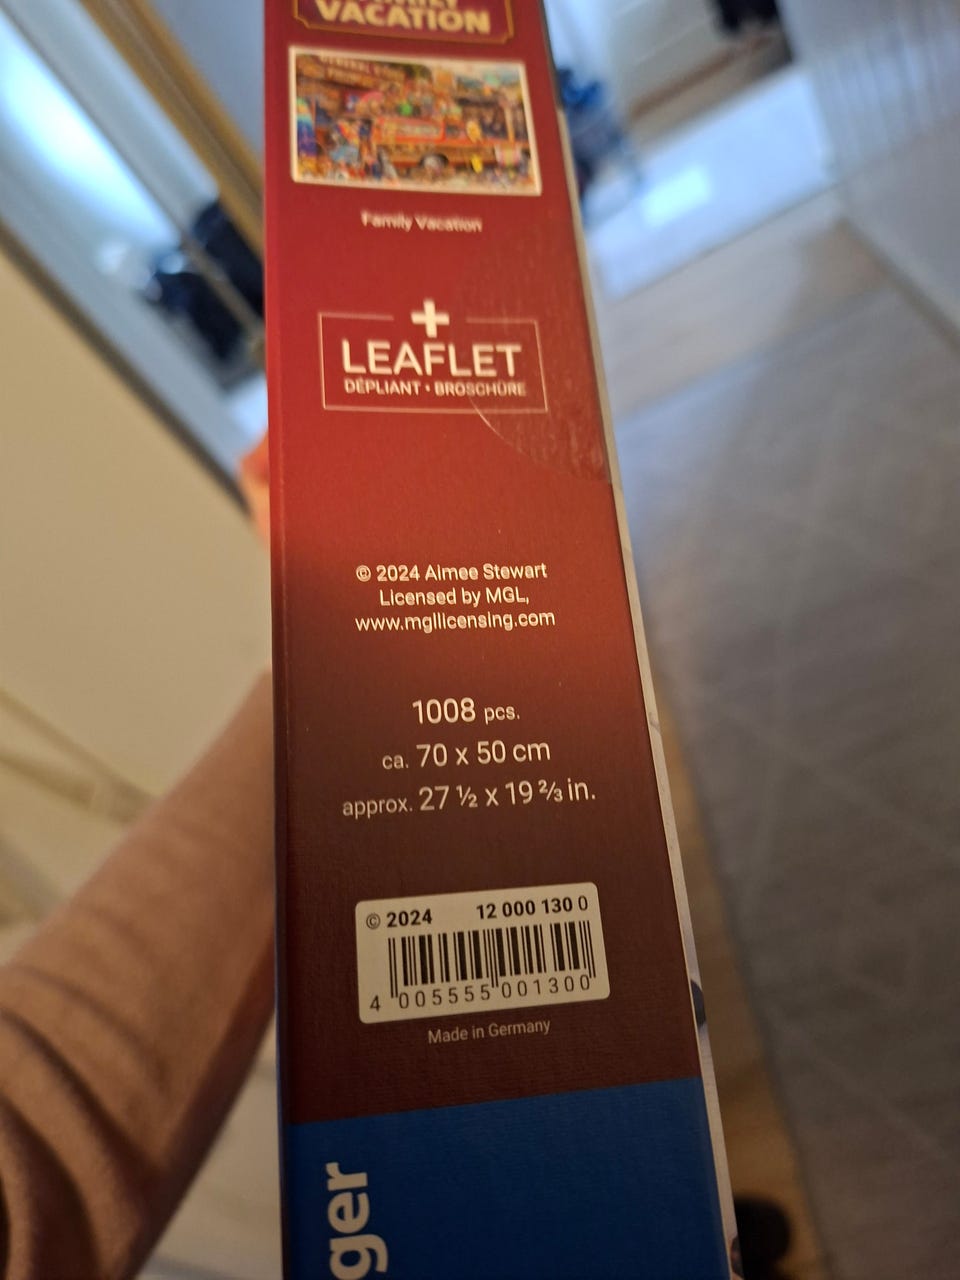 VACATION
Family Vacation
LEAFLET
DÉPLIANT • BROSCHÜRE
© 2024 Aimee Stewart
Licensed by MGL,
www.mgllicensing.com
1008 pcs.
ca. 70 x 50 cm
approx. 27 ½ x 19 ⅔ in.
© 2024 12 000 130 0
4 005555 001300
Made in Germany
ger